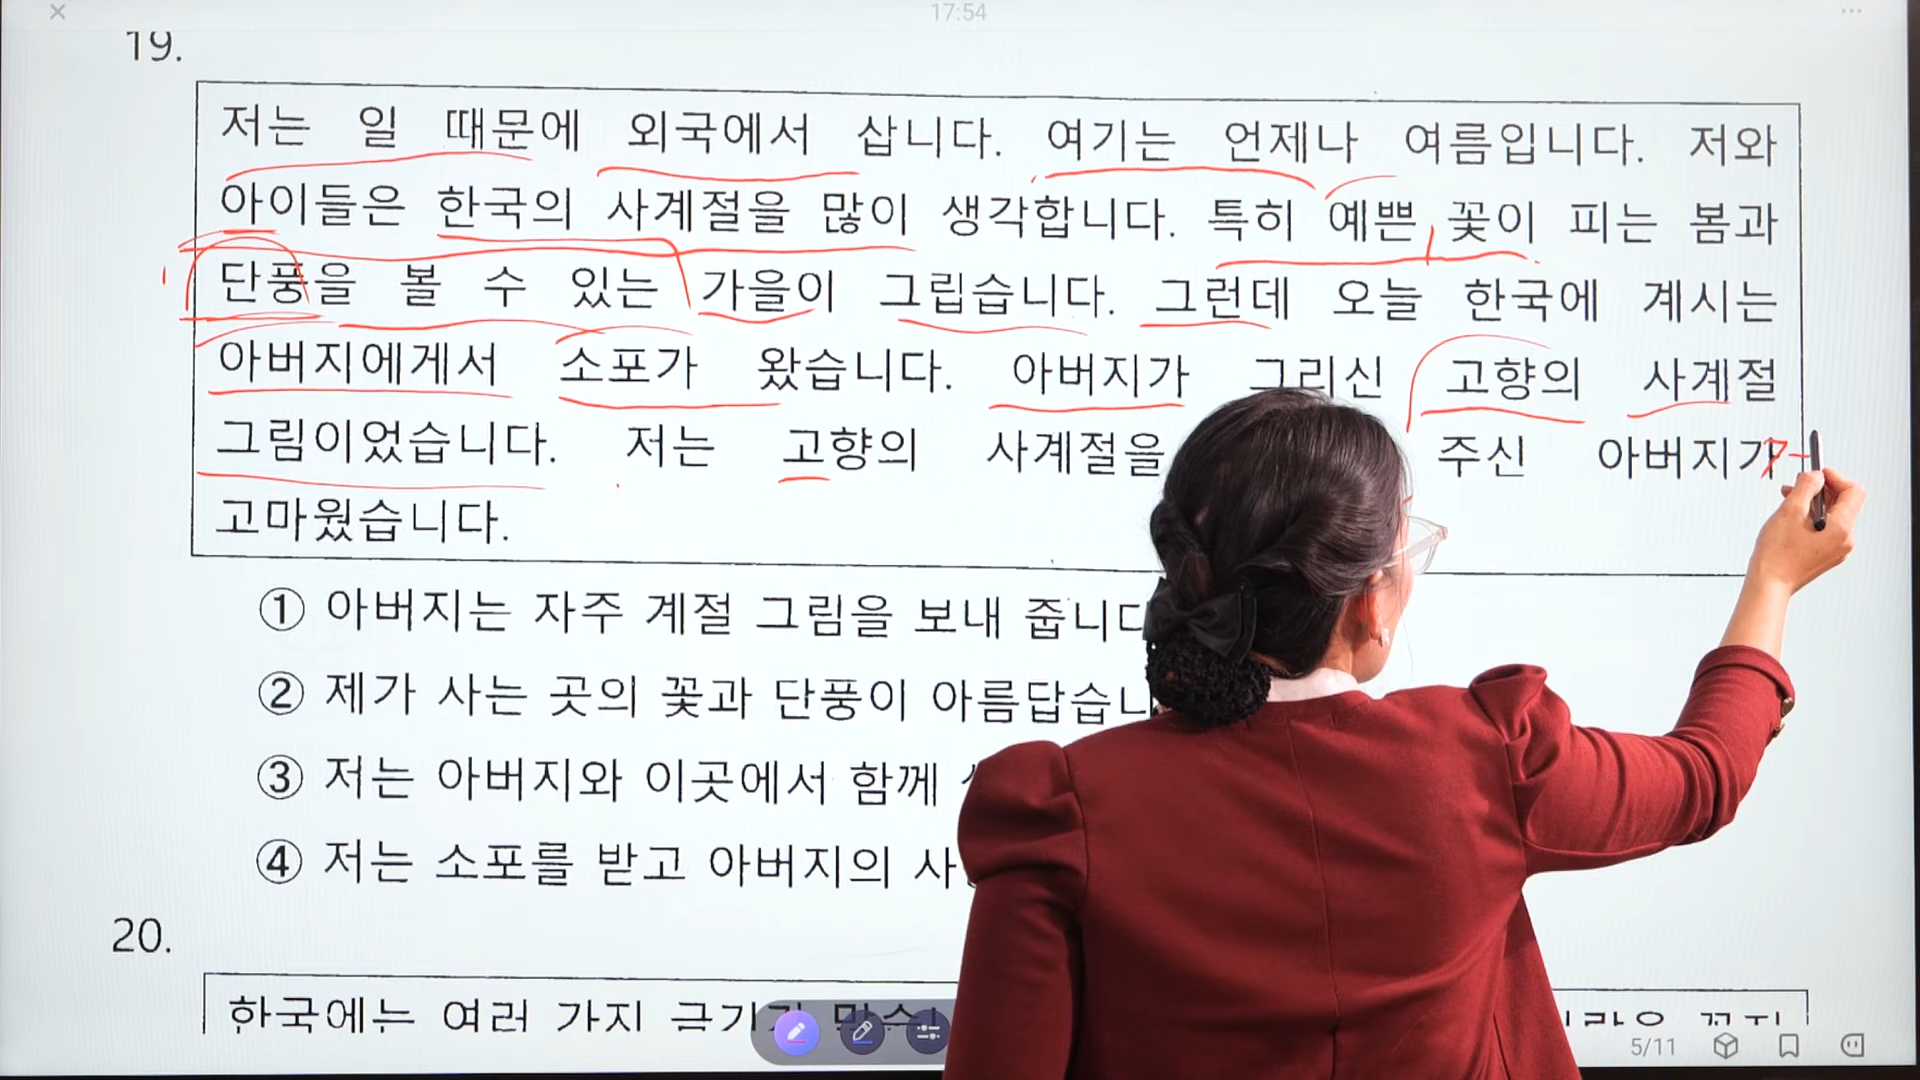 17:54
19.
저는 일 때문에 외국에서 삽니다. 여기는 언제나 여름입니다. 저와
아이들은 한국의 사계절을 많이 생각합니다. 특히 예쁜 꽃이 피는 봄과
단풍을 볼 수 있는 가을이 그립습니다. 그런데 오늘 한국에 계시는
아버지에게서 소포가 왔습니다. 아버지가 그리신 고향의 사계절
그림이었습니다. 저는 고향의 사계절을 주신 아버지가
고마웠습니다.
① 아버지는 자주 계절 그림을 보내 줍니다
② 제가 사는 곳의 꽃과 단풍이 아름답습니
③ 저는 아버지와 이곳에서 함께
④ 저는 소포를 받고 아버지의
20.
한국에는 여러 가지 금기가
5/11